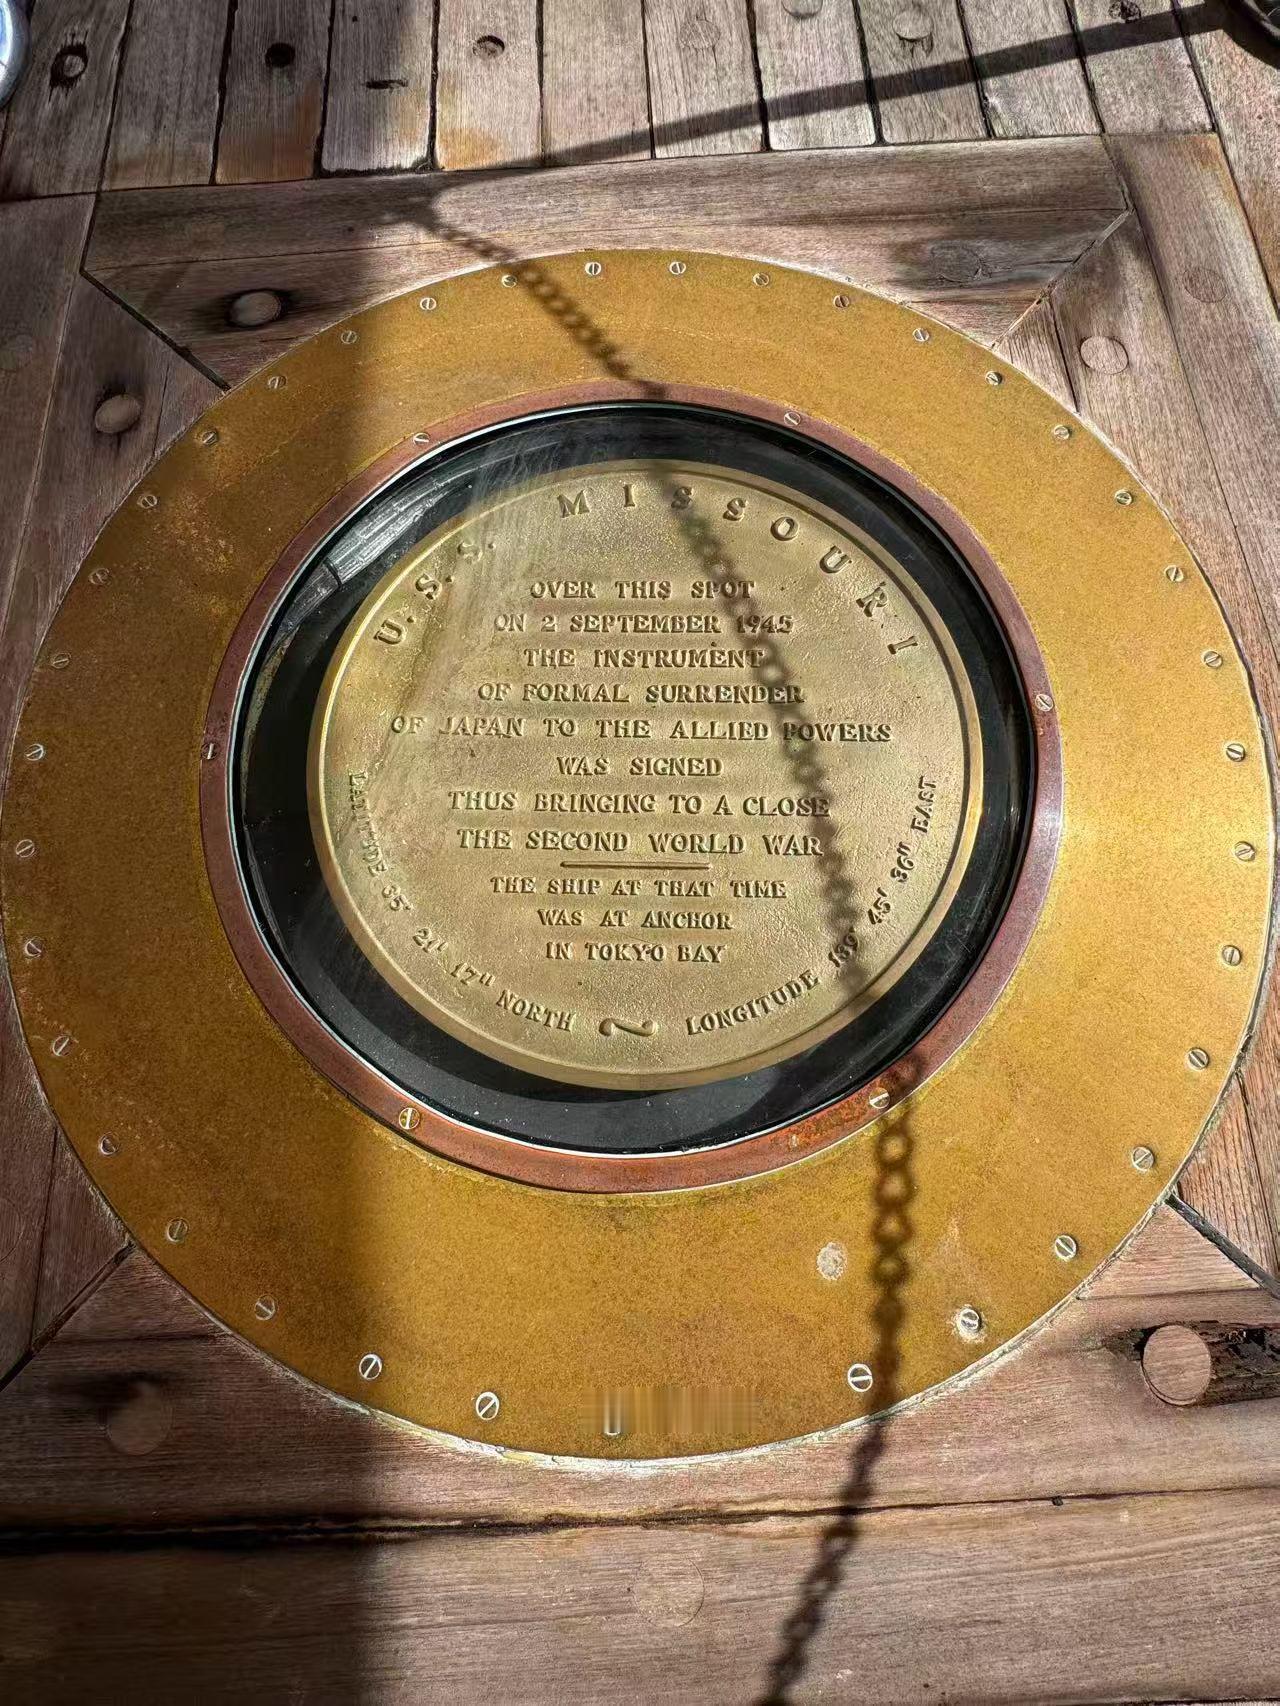 U.S.S. MISSOURI
OVER THIS SPOT
ON 2 SEPTEMBER 1945
THE INSTRUMENT
OF FORMAL SURRENDER
OF JAPAN TO THE ALLIED POWERS
WAS SIGNED
THUS BRINGING TO A CLOSE
THE SECOND WORLD WAR
THE SHIP AT THAT TIME
WAS AT ANCHOR
IN TOKYO BAY
LATITUDE 35° 21' 17" NORTH
LONGITUDE 139° 45' 36" EAST